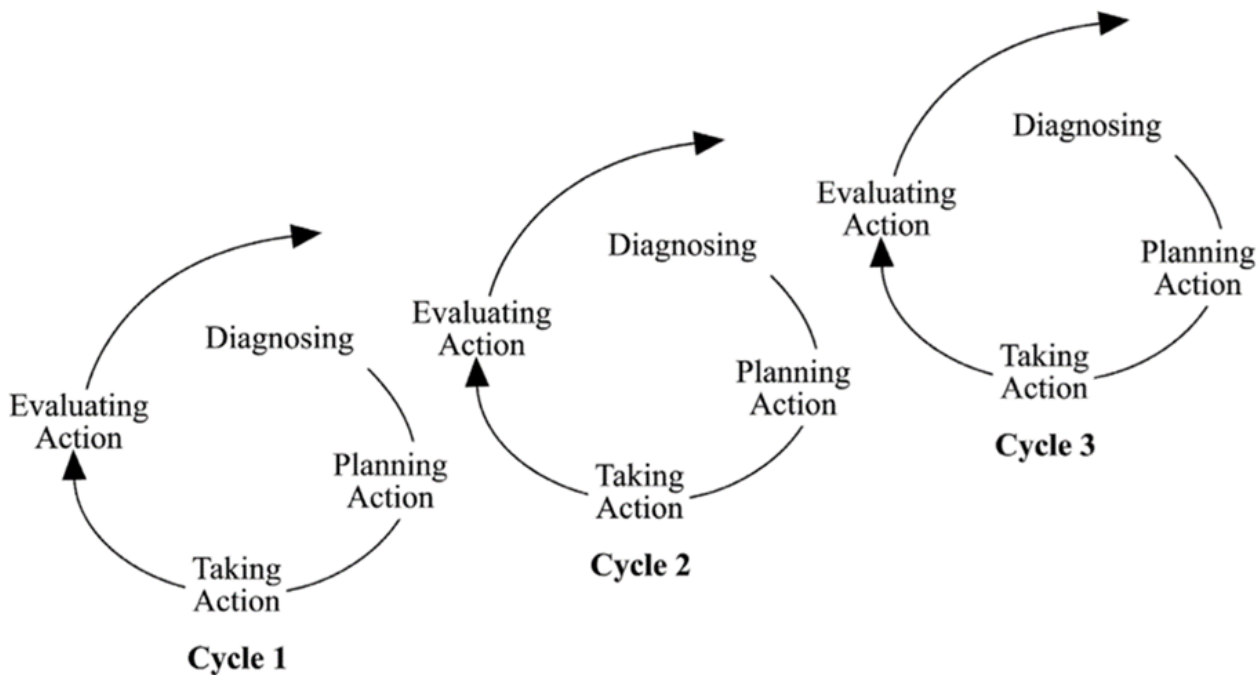 Diagnosing
Planning
Action
Taking
Action
Evaluating
Action
Cycle 1
Diagnosing
Planning
Action
Taking
Action
Evaluating
Action
Cycle 2
Diagnosing
Planning
Action
Taking
Action
Evaluating
Action
Cycle 3